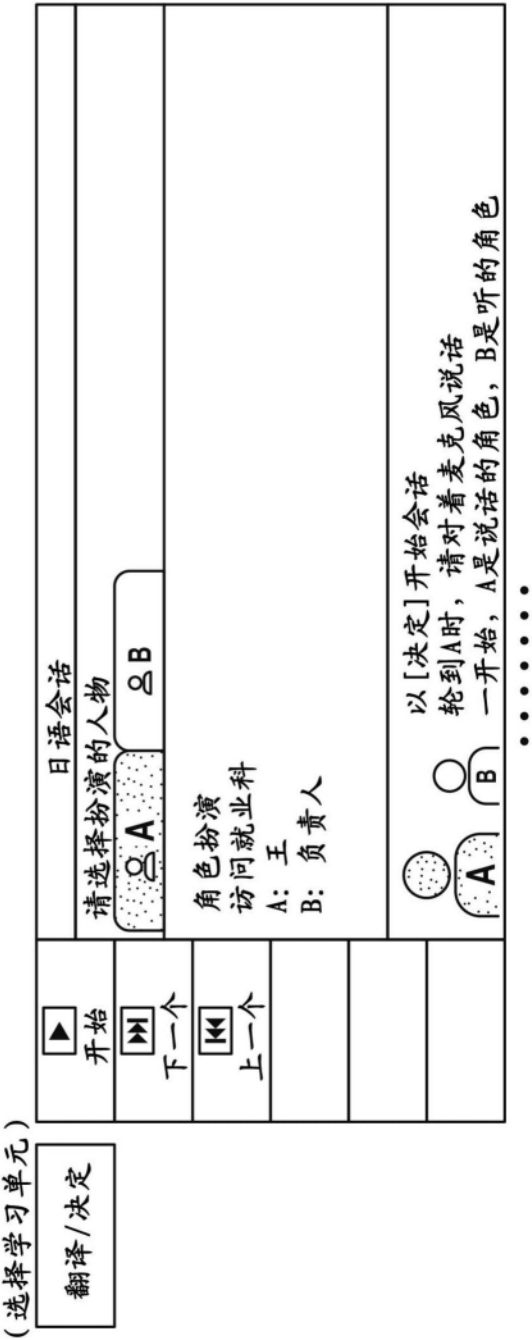 (选择学习单元)
翻译/决定
开始
下一个
上一个
日语会话
请选择扮演的人物
A
B
角色扮演
访问就业科
A: 王
B: 负责人
A
B
以[决定]开始会话
轮到A时，请对着麦克风说话
一开始，A是说话的角色，B是听的角色